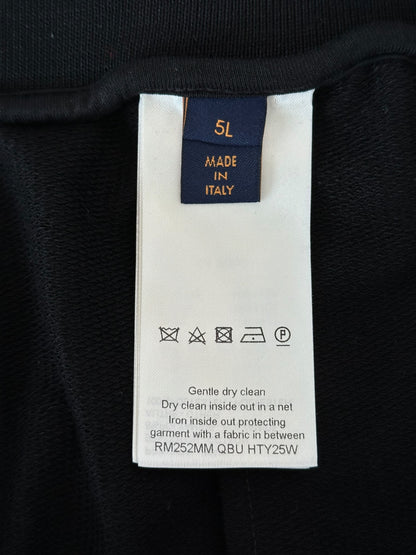 5L
MADE
IN
ITALY
P
Gentle dry clean
Dry clean inside out in a net
Iron inside out protecting
garment with a fabric in between
RM252MM QBU HTY25W